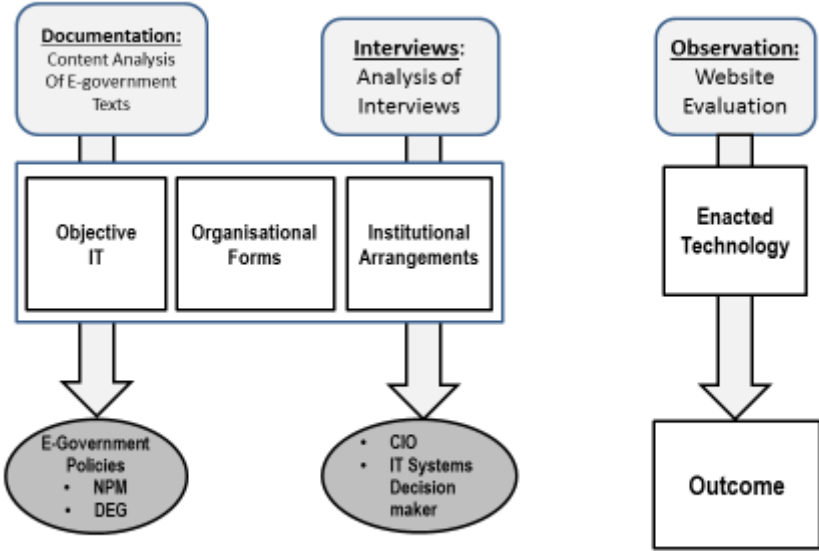 Documentation:
Content Analysis
Of E-government
Texts
Interviews:
Analysis of
Interviews
Observation:
Website
Evaluation
Objective
IT
Organisational
Forms
Institutional
Arrangements
Enacted
Technology
E-Government
Policies
• NPM
• DEG
• CIO
• IT Systems
Decision
maker
Outcome